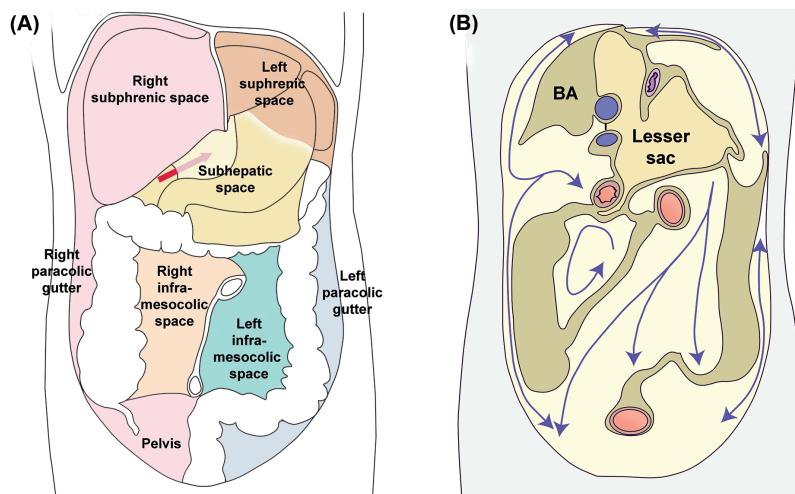 (A)
Right
subphrenic space
Left
suphrenic
space
Subhepatic
space
Right
paracolic
gutter
Right
infra-
mesocolic
space
Left
infra-
mesocolic
space
Left
paracolic
gutter
Pelvis
(B)
BA
Lesser
sac